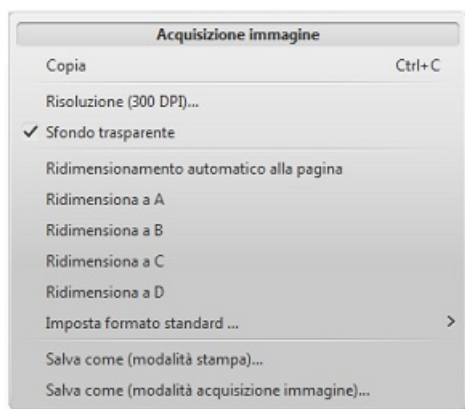 Acquisizione immagine
Copia Ctrl+C
Risoluzione (300 DPI)...
Sfondo trasparente
Ridimensionamento automatico alla pagina
Ridimensiona a A
Ridimensiona a B
Ridimensiona a C
Ridimensiona a D
Imposta formato standard ...
Salva come (modalità stampa)...
Salva come (modalità acquisizione immagine)...